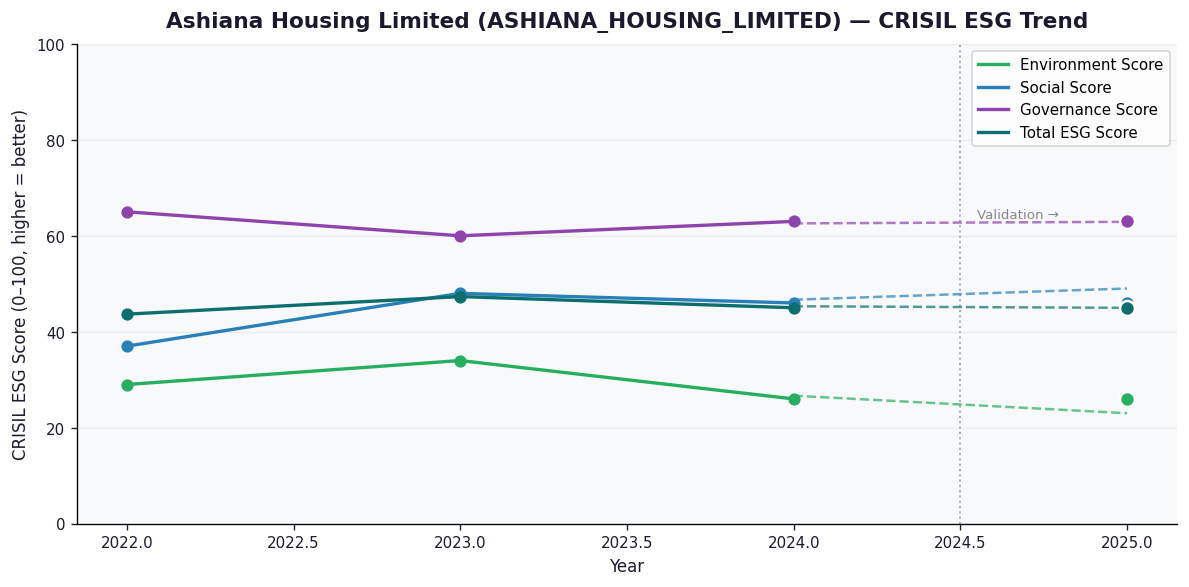 Ashiana Housing Limited (ASHIANA_HOUSING_LIMITED) — CRISIL ESG Trend
CRISIL ESG Score (0–100, higher = better)
100
80
60
40
20
0
Environment Score
Social Score
Governance Score
Total ESG Score
Validation →
2022.0
2022.5
2023.0
2023.5
2024.0
2024.5
2025.0
Year